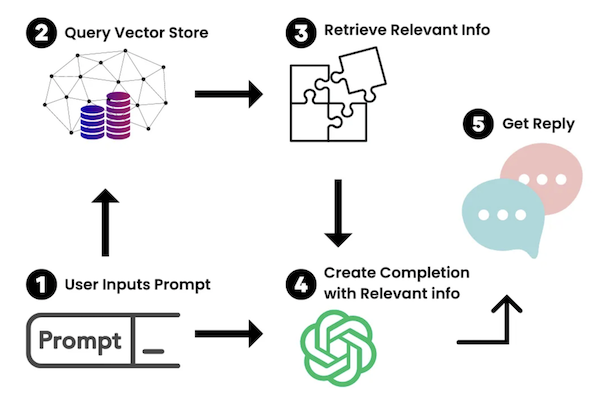 1 User Inputs Prompt
Prompt _
2 Query Vector Store
3 Retrieve Relevant Info
4 Create Completion
with Relevant info
5 Get Reply